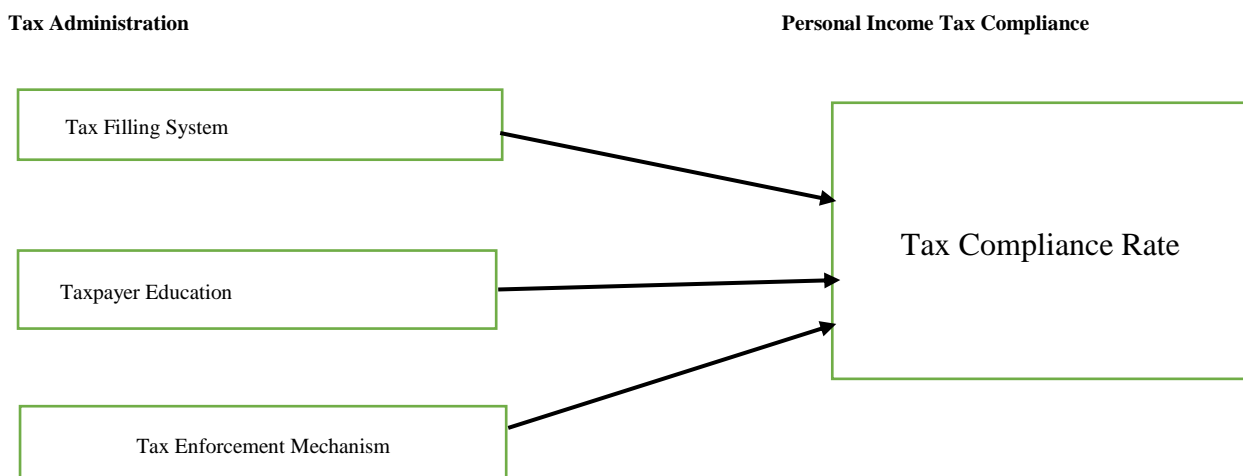 Tax Administration
Personal Income Tax Compliance
Tax Filling System
Tax Compliance Rate
Taxpayer Education
Tax Enforcement Mechanism